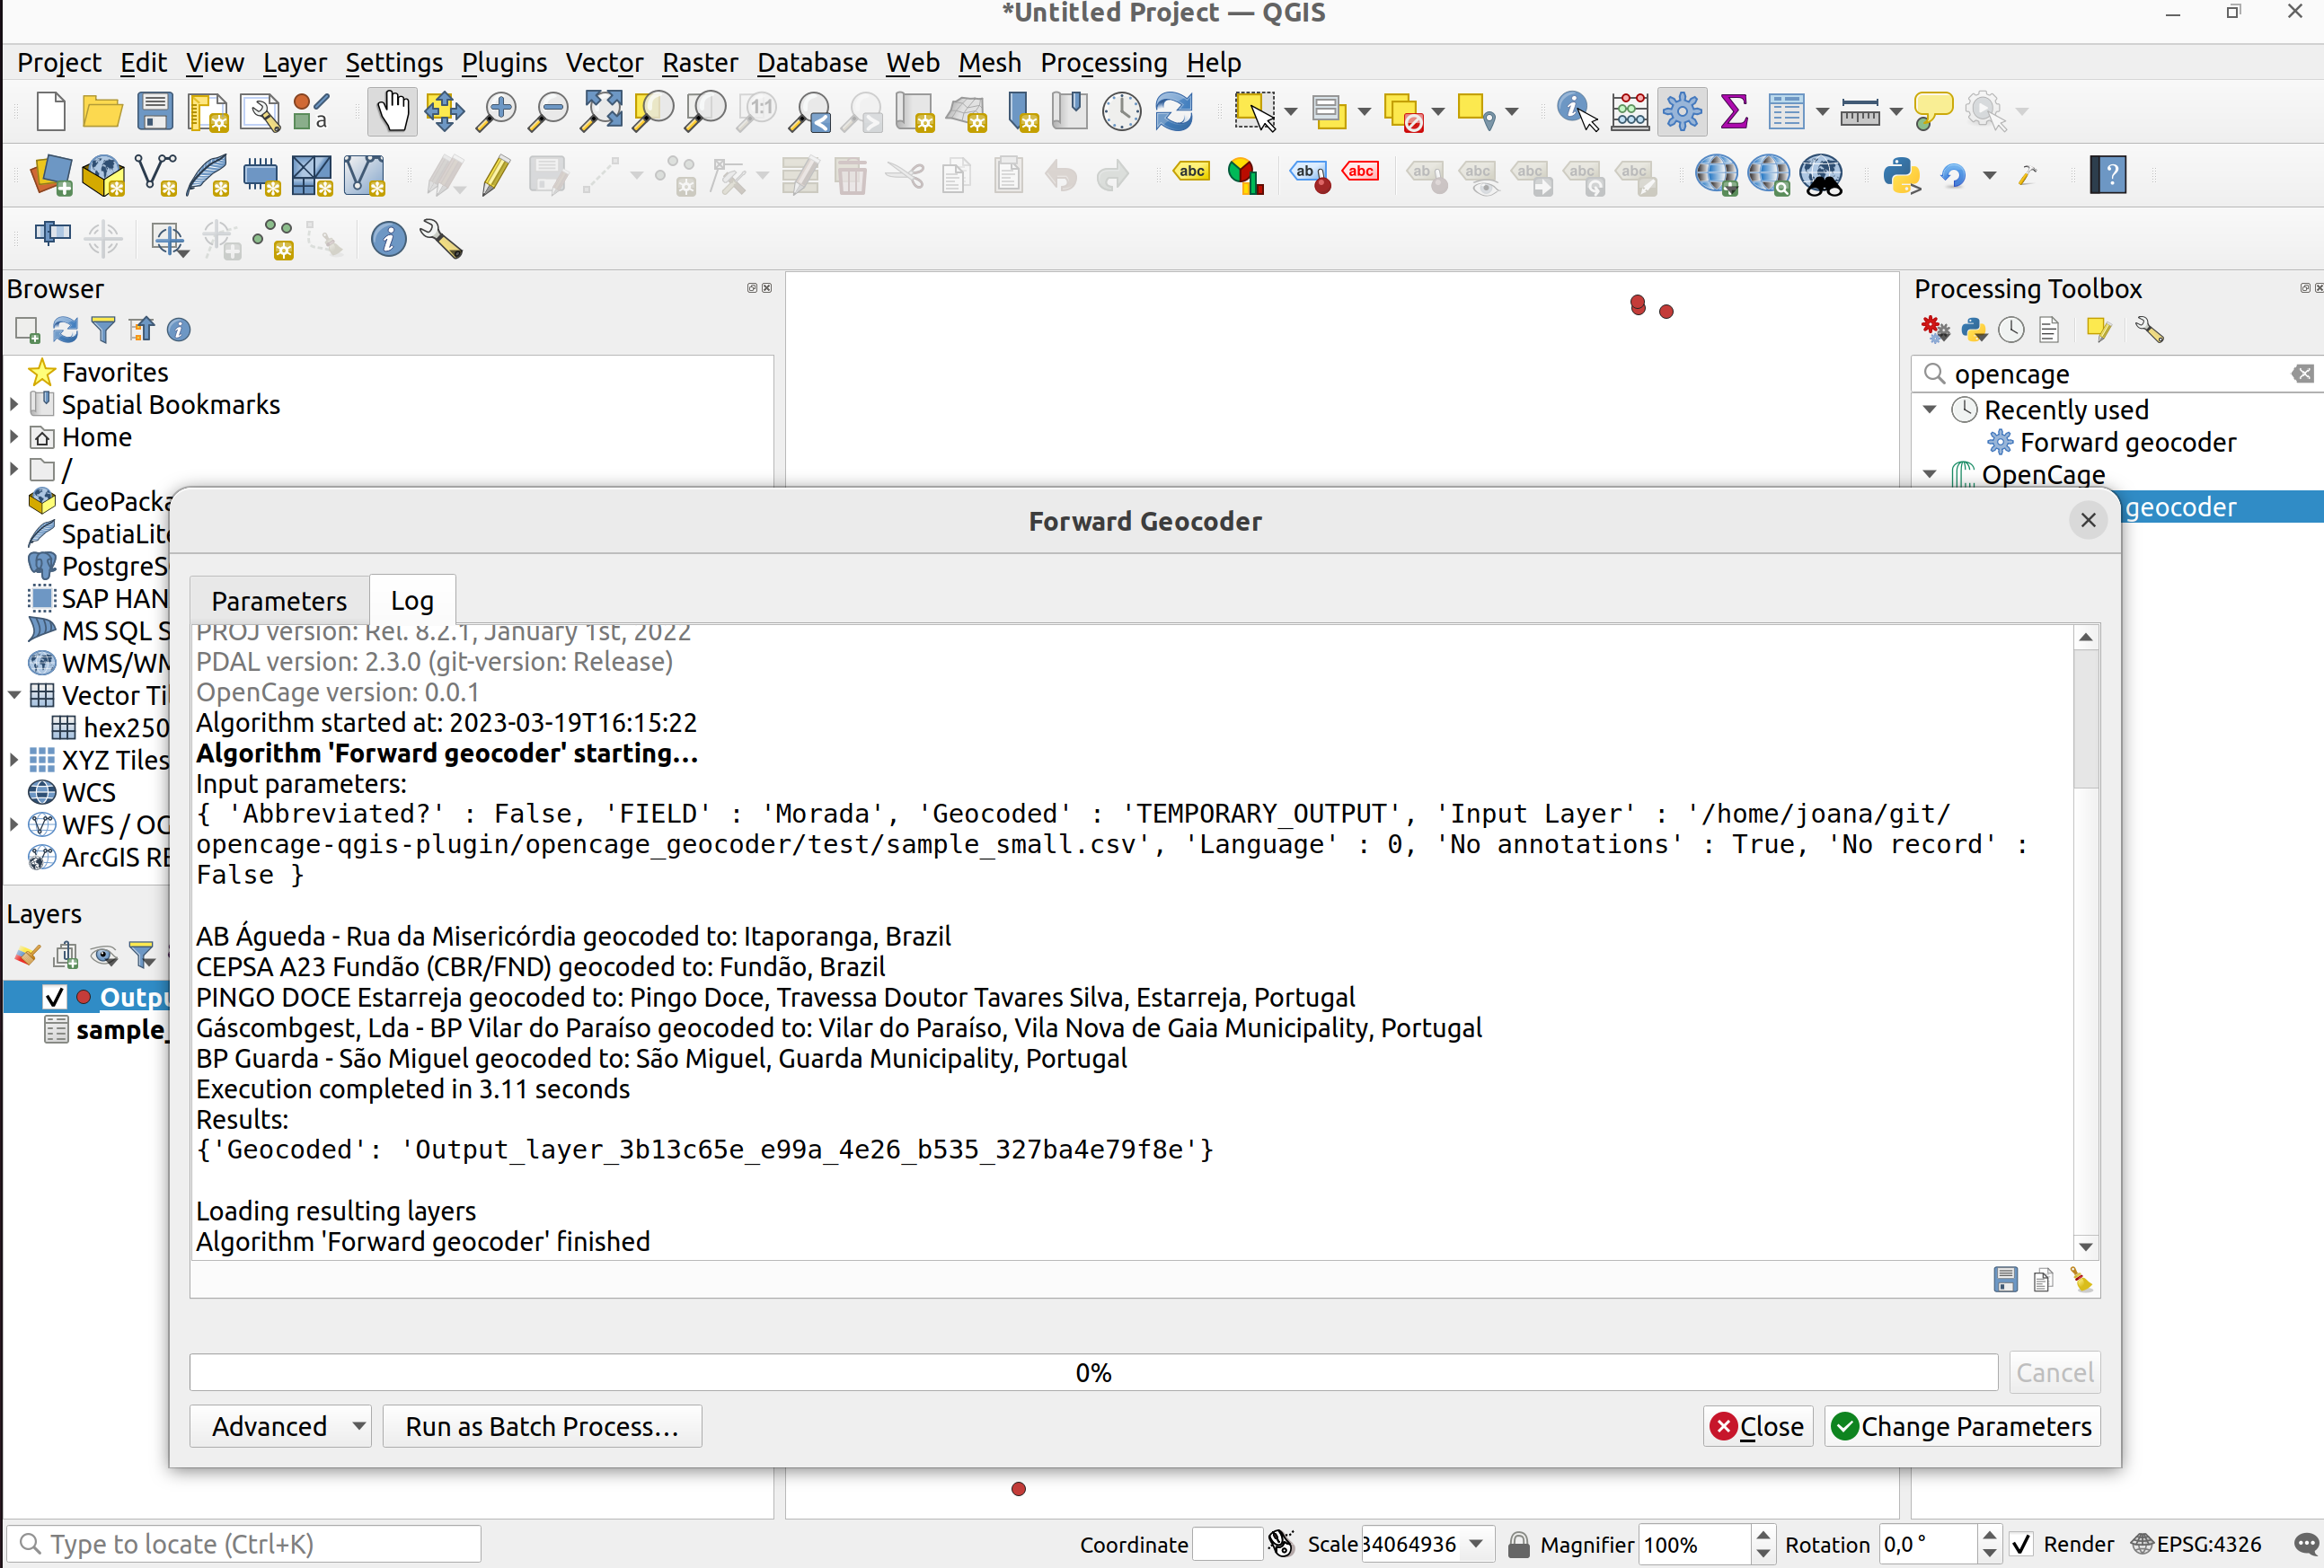 *Untitled Project — QGIS
Project Edit View Layer Settings Plugins Vector Raster Database Web Mesh Processing Help
Browser
Favorites
Spatial Bookmarks
Home
/
GeoPacka
SpatiaLite
PostgreS
SAP HAN
MS SQL S
WMS/WM
Vector Til
hex250
XYZ Tiles
WCS
WFS / OG
ArcGIS RE
Layers
Outpu
sample_
Processing Toolbox
opencage
Recently used
Forward geocoder
OpenCage
geocoder
Forward Geocoder
Parameters Log
PROJ version: Rel. 8.2.1, January 1st, 2022
PDAL version: 2.3.0 (git-version: Release)
OpenCage version: 0.0.1
Algorithm started at: 2023-03-19T16:15:22
Algorithm 'Forward geocoder' starting…
Input parameters:
{ 'Abbreviated?' : False, 'FIELD' : 'Morada', 'Geocoded' : 'TEMPORARY_OUTPUT', 'Input Layer' : '/home/joana/git/
opencage-qgis-plugin/opencage_geocoder/test/sample_small.csv', 'Language' : 0, 'No annotations' : True, 'No record' :
False }
AB Águeda - Rua da Misericórdia geocoded to: Itaporanga, Brazil
CEPSA A23 Fundão (CBR/FND) geocoded to: Fundão, Brazil
PINGO DOCE Estarreja geocoded to: Pingo Doce, Travessa Doutor Tavares Silva, Estarreja, Portugal
Gáscombgest, Lda - BP Vilar do Paraíso geocoded to: Vilar do Paraíso, Vila Nova de Gaia Municipality, Portugal
BP Guarda - São Miguel geocoded to: São Miguel, Guarda Municipality, Portugal
Execution completed in 3.11 seconds
Results:
{'Geocoded': 'Output_layer_3b13c65e_e99a_4e26_b535_327ba4e79f8e'}
Loading resulting layers
Algorithm 'Forward geocoder' finished
0%
Cancel
Advanced Run as Batch Process… Close Change Parameters
Type to locate (Ctrl+K) Coordinate Scale 34064936 Magnifier 100% Rotation 0,0 ° Render EPSG:4326